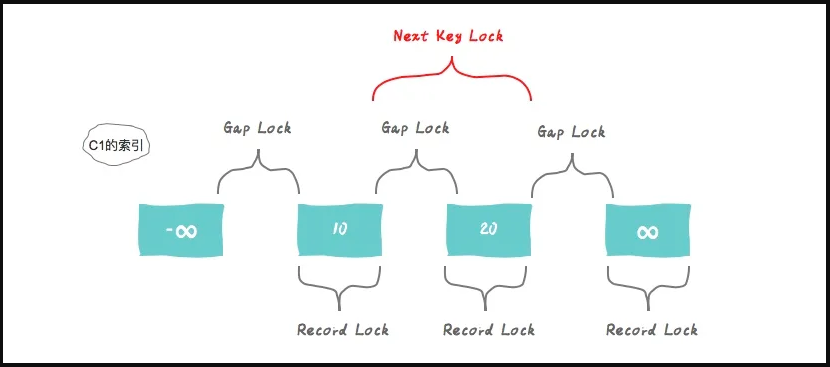 Next Key Lock
Gap Lock
Gap Lock
Gap Lock
C1的索引
-∞
10
20
∞
Record Lock
Record Lock
Record Lock